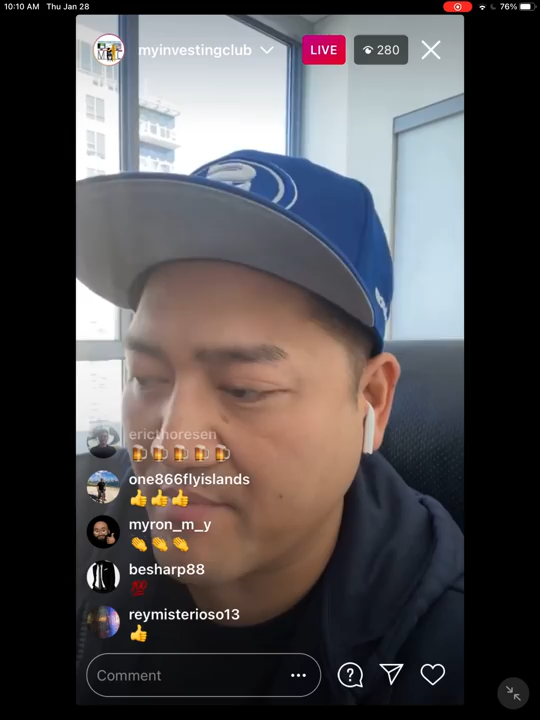 10:10 AM Thu Jan 28
76%
myinvestingclub
LIVE
280
ericthoresen
one866flyislands
myron_m_y
besharp88
💯
reymisterioso13
Comment